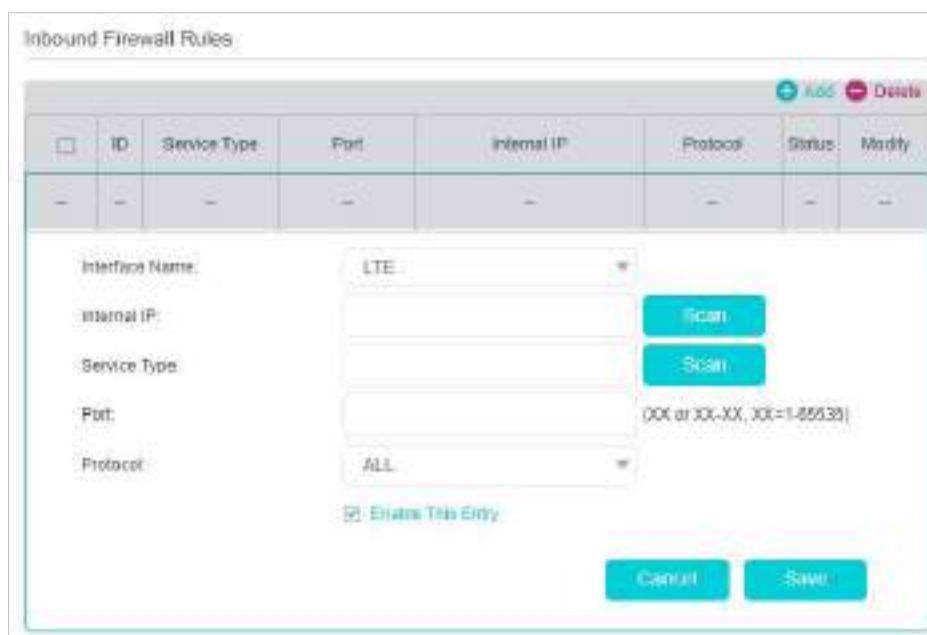 Inbound Firewall Rules
Add Delete
ID Service Type Port Internal IP Protocol Status Modify
-- -- -- -- -- -- -- --
Interface Name: LTE
Internal IP: Scan
Service Type: Scan
Port: (XX or XX-XX, XX=1-65535)
Protocol: ALL
Enable This Entry
Cancel Save